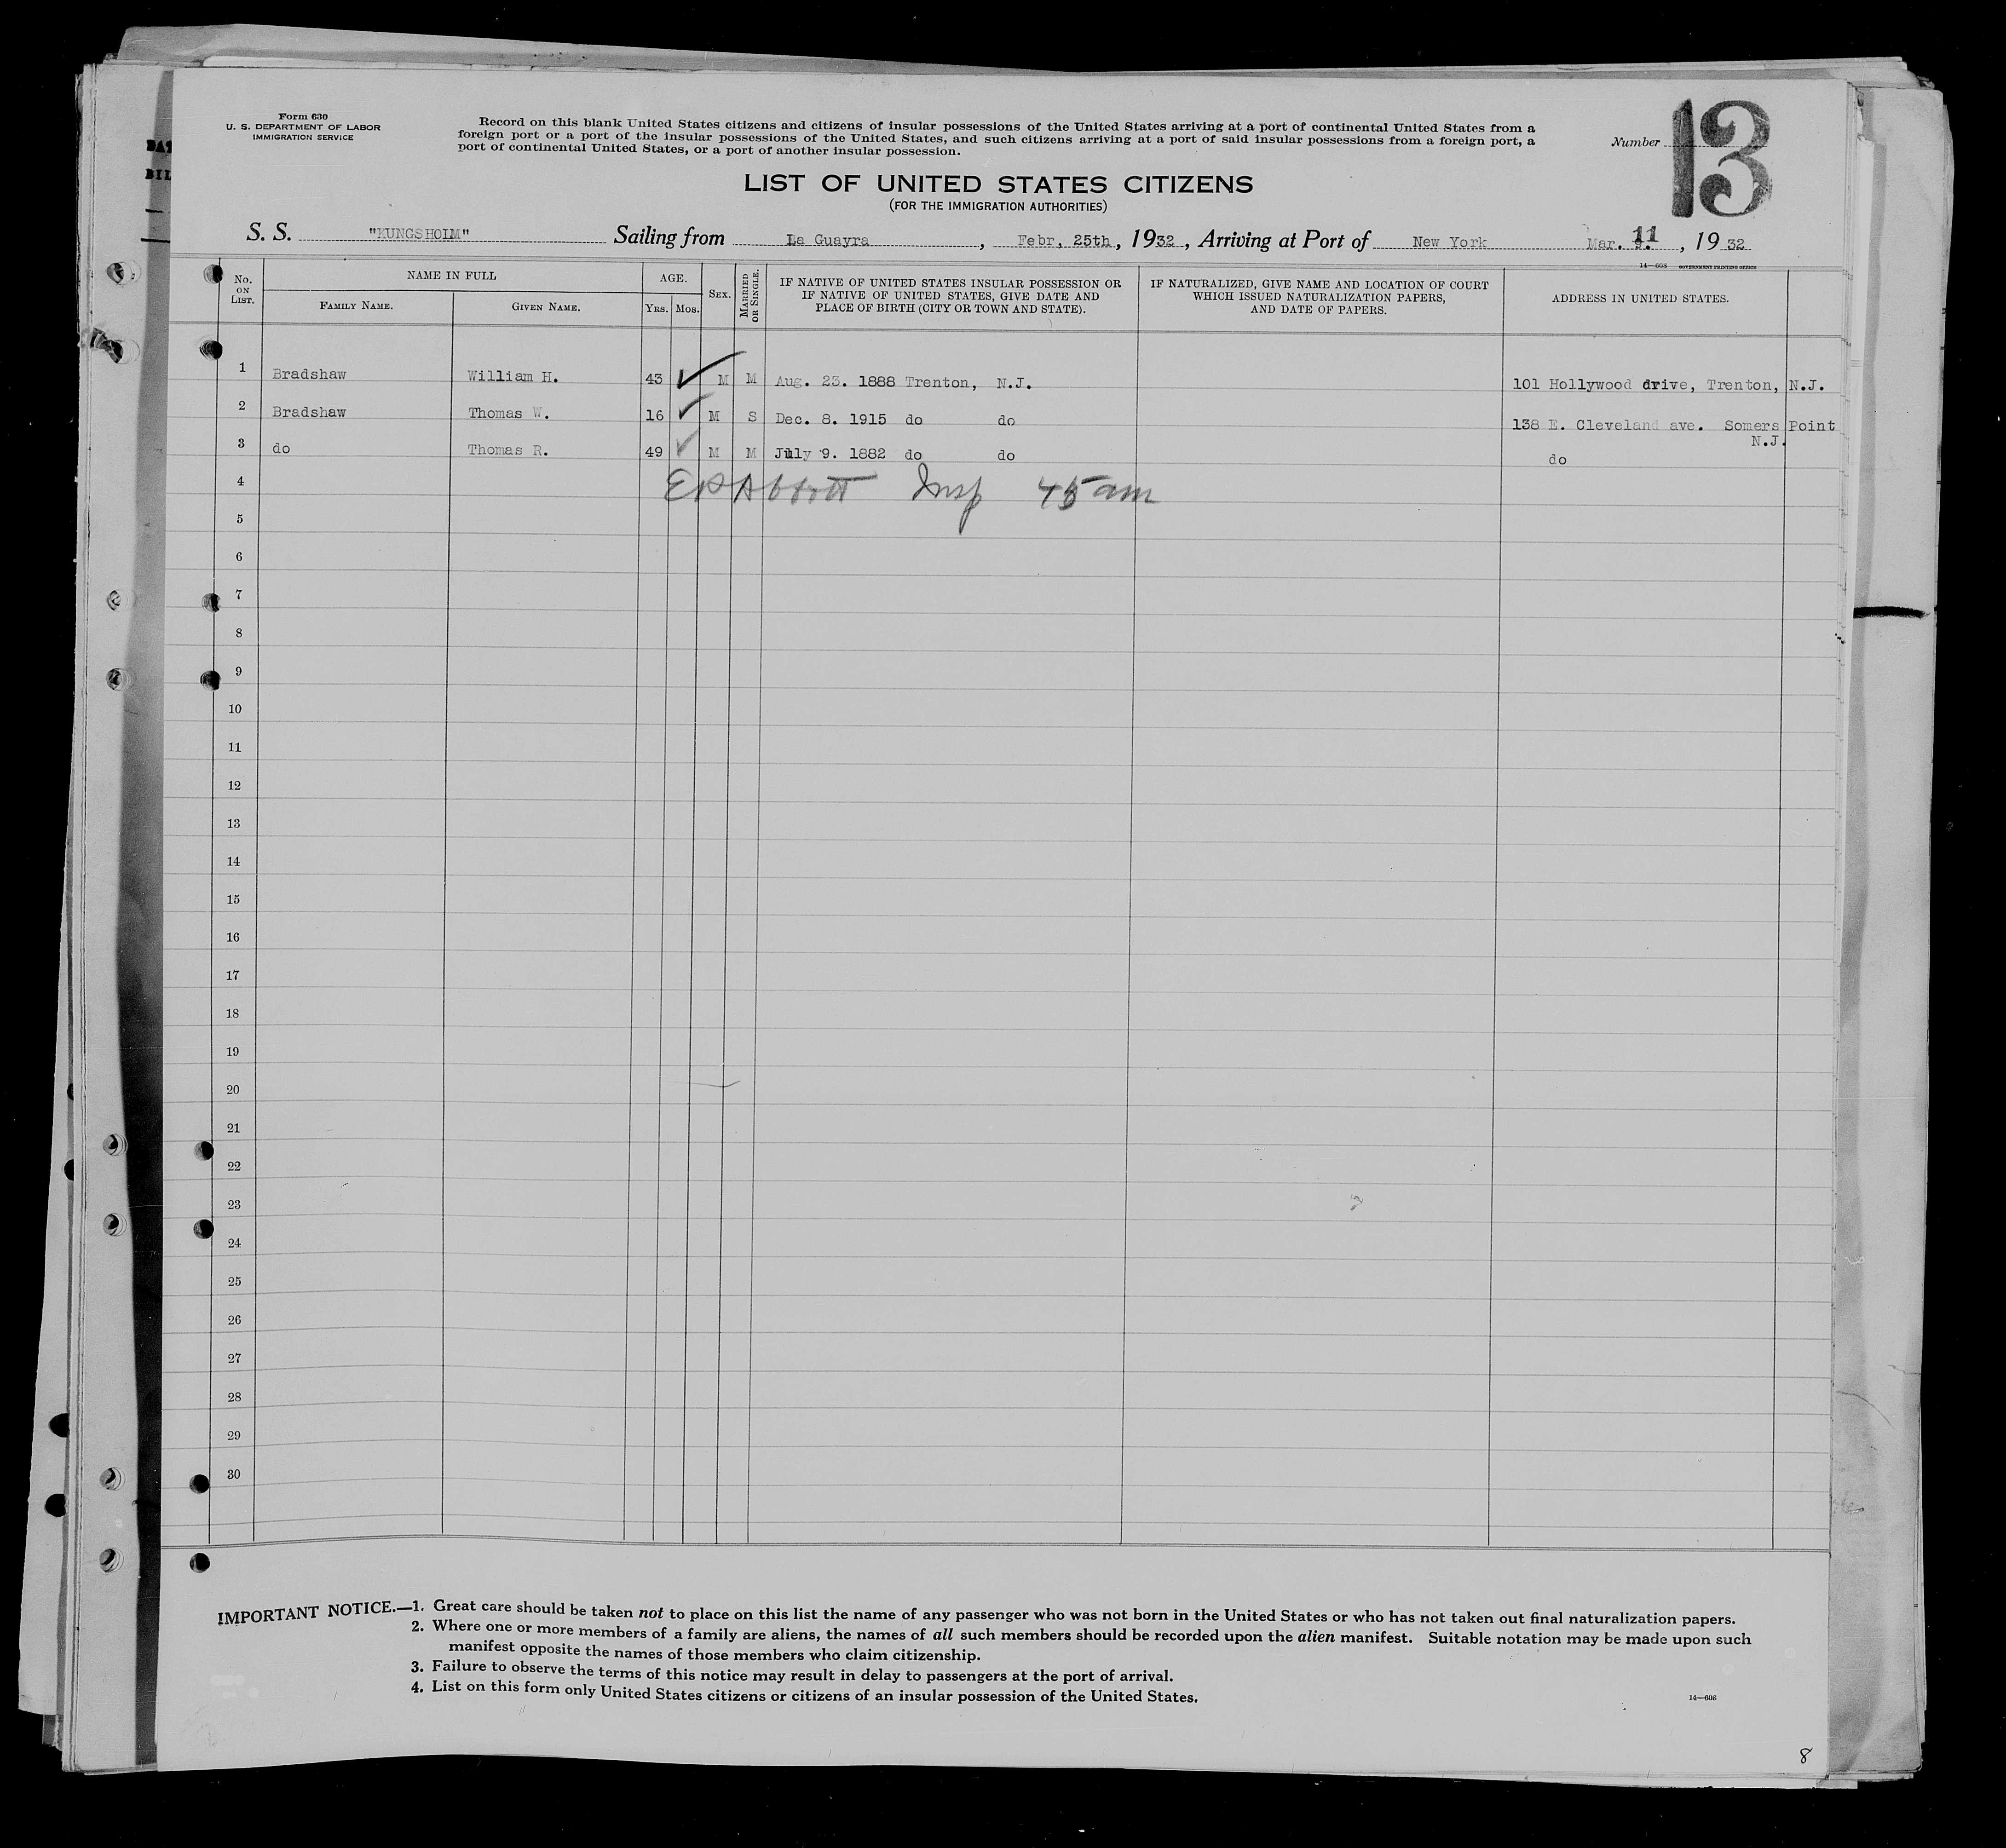 Form 630
U. S. DEPARTMENT OF LABOR
IMMIGRATION SERVICE
Record on this blank United States citizens and citizens of insular possessions of the United States arriving at a port of continental United States from a
foreign port or a port of the insular possessions of the United States, and such citizens arriving at a port of said insular possessions from a foreign port, a
port of continental United States, or a port of another insular possession.
Number 13
LIST OF UNITED STATES CITIZENS
(FOR THE IMMIGRATION AUTHORITIES)
S. S. "KUNGSHOIM" Sailing from La Guayra, Febr, 25th, 1932, Arriving at Port of New York Mar. 11, 1932
14—608 GOVERNMENT PRINTING OFFICE
No. ON LIST. NAME IN FULL FAMILY NAME. GIVEN NAME. AGE. YRS. MOS. SEX. MARRIED OR SINGLE. IF NATIVE OF UNITED STATES INSULAR POSSESSION OR IF NATIVE OF UNITED STATES, GIVE DATE AND PLACE OF BIRTH (CITY OR TOWN AND STATE). IF NATURALIZED, GIVE NAME AND LOCATION OF COURT WHICH ISSUED NATURALIZATION PAPERS, AND DATE OF PAPERS. ADDRESS IN UNITED STATES.
1 Bradshaw William H. 43 M M Aug. 23. 1888 Trenton, N.J. 101 Hollywood drive, Trenton, N.J.
2 Bradshaw Thomas W. 16 M S Dec. 8. 1915 do do 138 E. Cleveland ave. Somers Point
N.J.
3 do Thomas R. 49 M M July 9. 1882 do do do
4 Abbott Insp 45 am
5
6
7
8
9
10
11
12
13
14
15
16
17
18
19
20
21
22
23
24
25
26
27
28
29
30
IMPORTANT NOTICE.—1. Great care should be taken not to place on this list the name of any passenger who was not born in the United States or who has not taken out final naturalization papers.
2. Where one or more members of a family are aliens, the names of all such members should be recorded upon the alien manifest. Suitable notation may be made upon such
manifest opposite the names of those members who claim citizenship.
3. Failure to observe the terms of this notice may result in delay to passengers at the port of arrival.
4. List on this form only United States citizens or citizens of an insular possession of the United States.
14—608
8